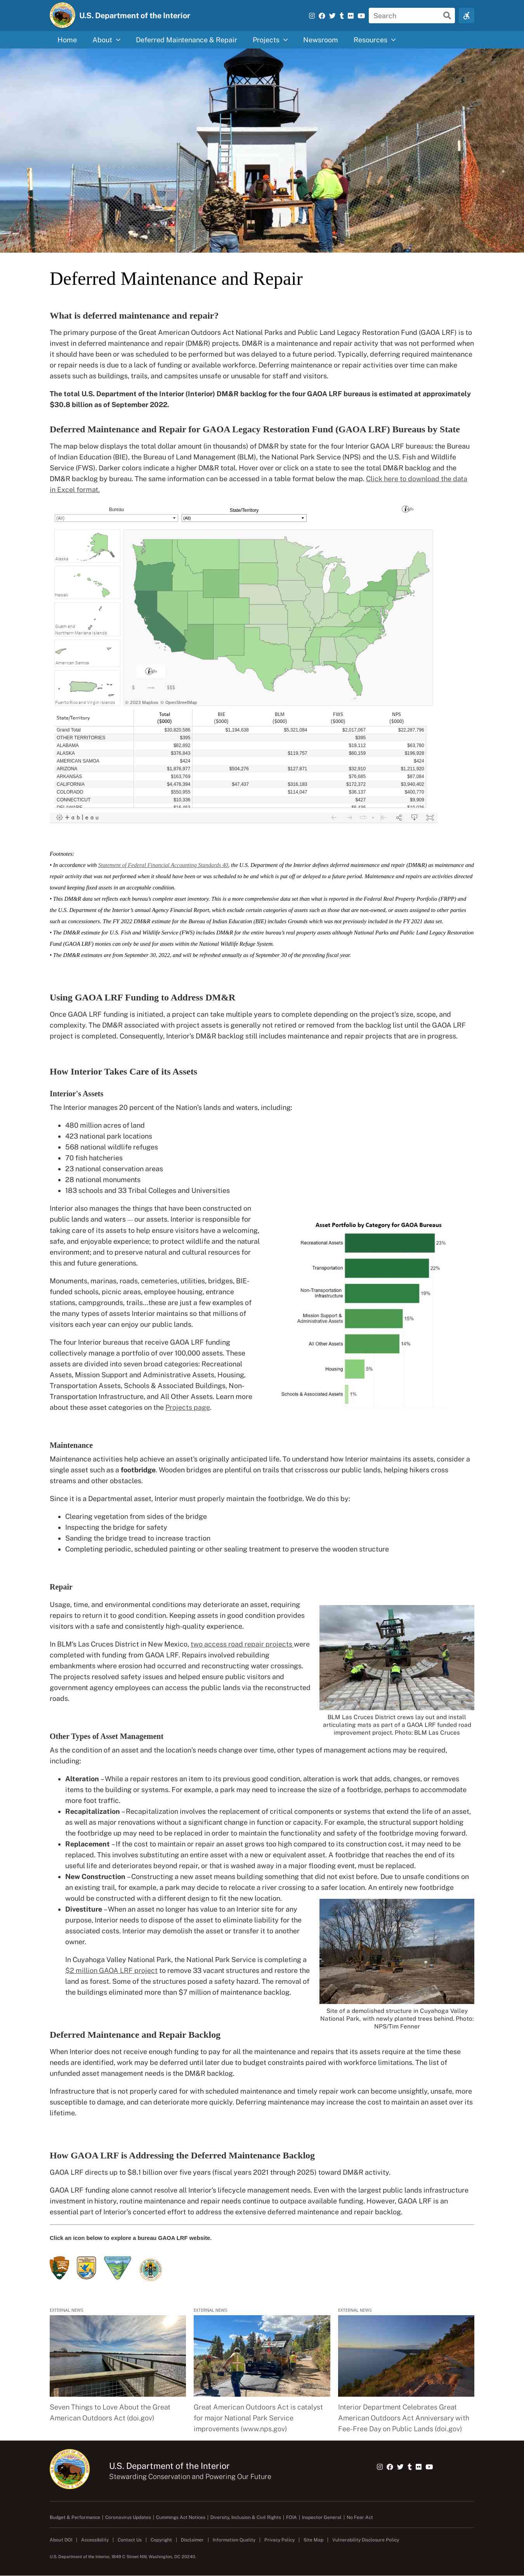 U.S. Department of the Interior
Search
Home
About
Deferred Maintenance & Repair
Projects
Newsroom
Resources
Deferred Maintenance and Repair
What is deferred maintenance and repair?
The primary purpose of the Great American Outdoors Act National Parks and Public Land Legacy Restoration Fund (GAOA LRF) is to
invest in deferred maintenance and repair (DM&R) projects. DM&R is a maintenance and repair activity that was not performed when
it should have been or was scheduled to be performed but was delayed to a future period. Typically, deferring required maintenance
or repair needs is due to a lack of funding or available workforce. Deferring maintenance or repair activities over time can make
assets such as buildings, trails, and campsites unsafe or unusable for staff and visitors.
The total U.S. Department of the Interior (Interior) DM&R backlog for the four GAOA LRF bureaus is estimated at approximately
$30.8 billion as of September 2022.
Deferred Maintenance and Repair for GAOA Legacy Restoration Fund (GAOA LRF) Bureaus by State
The map below displays the total dollar amount (in thousands) of DM&R by state for the four Interior GAOA LRF bureaus: the Bureau
of Indian Education (BIE), the Bureau of Land Management (BLM), the National Park Service (NPS) and the U.S. Fish and Wildlife
Service (FWS). Darker colors indicate a higher DM&R total. Hover over or click on a state to see the total DM&R backlog and the
DM&R backlog by bureau. The same information can be accessed in a table format below the map. Click here to download the data
in Excel format.
Bureau
State/Territory
(All)
(All)
Alaska
Hawaii
Guam and
Northern Mariana Islands
American Samoa
Puerto Rico and Virgin Islands
$
$$$
© 2023 Mapbox © OpenStreetMap
State/Territory Total ($000) BIE ($000) BLM ($000) FWS ($000) NPS ($000)
Grand Total $30,820,586 $1,194,638 $5,321,084 $2,017,067 $22,287,796
OTHER TERRITORIES $395 $395
ALABAMA $82,892 $19,112 $63,780
ALASKA $376,843 $119,757 $60,159 $196,928
AMERICAN SAMOA $424 $424
ARIZONA $1,876,977 $504,276 $127,971 $32,910 $1,211,820
ARKANSAS $163,769 $76,685 $87,084
CALIFORNIA $4,476,394 $47,437 $316,183 $172,372 $3,940,402
COLORADO $550,955 $114,047 $36,137 $400,770
CONNECTICUT $10,336 $427 $9,909
+ a b l e a u
Footnotes:
• In accordance with Statement of Federal Financial Accounting Standards 40, the U.S. Department of the Interior defines deferred maintenance and repair (DM&R) as maintenance and
repair activity that was not performed when it should have been or was scheduled to be and which is put off or delayed to a future period. Maintenance and repairs are activities directed
toward keeping fixed assets in an acceptable condition.
• This DM&R data set reflects each bureau's complete asset inventory. This is a more comprehensive data set than what is reported in the Federal Real Property Portfolio (FRPP) and
the U.S. Department of the Interior's annual Agency Financial Report, which exclude certain categories of assets such as those that are non-owned, or assets assigned to other parties
such as concessioners. The FY 2022 DM&R estimate for the Bureau of Indian Education (BIE) includes Grounds which was not previously included in the FY 2021 data set.
• The DM&R estimate for U.S. Fish and Wildlife Service (FWS) includes DM&R for the entire bureau's real property assets although National Parks and Public Land Legacy Restoration
Fund (GAOA LRF) monies can only be used for assets within the National Wildlife Refuge System.
• The DM&R estimates are from September 30, 2022, and will be refreshed annually as of September 30 of the preceding fiscal year.
Using GAOA LRF Funding to Address DM&R
Once GAOA LRF funding is initiated, a project can take multiple years to complete depending on the project's size, scope, and
complexity. The DM&R associated with project assets is generally not retired or removed from the backlog list until the GAOA LRF
project is completed. Consequently, Interior's DM&R backlog still includes maintenance and repair projects that are in progress.
How Interior Takes Care of its Assets
Interior's Assets
The Interior manages 20 percent of the Nation's lands and waters, including:
• 480 million acres of land
• 423 national park locations
• 568 national wildlife refuges
• 70 fish hatcheries
• 23 national conservation areas
• 28 national monuments
• 183 schools and 33 Tribal Colleges and Universities
Interior also manages the things that have been constructed on
public lands and waters — our assets. Interior is responsible for
taking care of its assets to help ensure visitors have a welcoming,
safe, and enjoyable experience; to protect wildlife and the natural
environment; and to preserve natural and cultural resources for
this and future generations.
Monuments, marinas, roads, cemeteries, utilities, bridges, BIE-
funded schools, picnic areas, employee housing, entrance
stations, campgrounds, trails...these are just a few examples of
the many types of assets Interior maintains so that millions of
visitors each year can enjoy our public lands.
The four Interior bureaus that receive GAOA LRF funding
collectively manage a portfolio of over 100,000 assets. These
assets are divided into seven broad categories: Recreational
Assets, Mission Support and Administrative Assets, Housing,
Transportation Assets, Schools & Associated Buildings, Non-
Transportation Infrastructure, and All Other Assets. Learn more
about these asset categories on the Projects page.
Asset Portfolio by Category for GAOA Bureaus
Recreational Assets 23%
Transportation 22%
Non-Transportation
Infrastructure 19%
Mission Support &
Administrative Assets 15%
All Other Assets 14%
Housing 5%
Schools & Associated Assets 1%
Maintenance
Maintenance activities help achieve an asset's originally anticipated life. To understand how Interior maintains its assets, consider a
single asset such as a footbridge. Wooden bridges are plentiful on trails that crisscross our public lands, helping hikers cross
streams and other obstacles.
Since it is a Departmental asset, Interior must properly maintain the footbridge. We do this by:
• Clearing vegetation from sides of the bridge
• Inspecting the bridge for safety
• Sanding the bridge tread to increase traction
• Completing periodic, scheduled painting or other sealing treatment to preserve the wooden structure
Repair
Usage, time, and environmental conditions may deteriorate an asset, requiring
repairs to return it to good condition. Keeping assets in good condition provides
visitors with a safe and consistently high-quality experience.
In BLM's Las Cruces District in New Mexico, two access road repair projects were
completed with funding from GAOA LRF. Repairs involved rebuilding
embankments where erosion had occurred and reconstructing water crossings.
The projects resolved safety issues and helped ensure public visitors and
government agency employees can access the public lands via the reconstructed
roads.
BLM Las Cruces District crews lay out and install
articulating mats as part of a GAOA LRF funded road
improvement project. Photo: BLM Las Cruces
Other Types of Asset Management
As the condition of an asset and the location's needs change over time, other types of management actions may be required,
including:
• Alteration – While a repair restores an item to its previous good condition, alteration is work that adds, changes, or removes
items to the building or systems. For example, a park may need to increase the size of a footbridge, perhaps to accommodate
more foot traffic.
• Recapitalization – Recapitalization involves the replacement of critical components or systems that extend the life of an asset,
as well as major renovations without a significant change in function or capacity. For example, the structural support holding
the footbridge up may need to be replaced in order to maintain the functionality and safety of the footbridge moving forward.
• Replacement – If the cost to maintain or repair an asset grows too high compared to its construction cost, it may need to be
replaced. This involves substituting an entire asset with a new or equivalent asset. A footbridge that reaches the end of its
useful life and deteriorates beyond repair, or that is washed away in a major flooding event, must be replaced.
• New Construction – Constructing a new asset means building something that did not exist before. Due to unsafe conditions on
an existing trail, for example, a park may decide to relocate a river crossing to a safer location. An entirely new footbridge
would be constructed with a different design to fit the new location.
• Divestiture – When an asset no longer has value to an Interior site for any
purpose, Interior needs to dispose of the asset to eliminate liability for the
associated costs. Interior may demolish the asset or transfer it to another
owner.
In Cuyahoga Valley National Park, the National Park Service is completing a
$2 million GAOA LRF project to remove 33 vacant structures and restore the
land as forest. Some of the structures posed a safety hazard. The removal of
the buildings eliminated more than $7 million of maintenance backlog.
Site of a demolished structure in Cuyahoga Valley
National Park, with newly planted trees behind. Photo:
NPS/Tim Fenner
Deferred Maintenance and Repair Backlog
When Interior does not receive enough funding to pay for all the maintenance and repairs that its assets require at the time these
needs are identified, work may be deferred until later due to budget constraints paired with workforce limitations. The list of
unfunded asset management needs is the DM&R backlog.
Infrastructure that is not properly cared for with scheduled maintenance and timely repair work can become unsightly, unsafe, more
susceptible to damage, and can deteriorate more quickly. Deferring maintenance may increase the cost to maintain an asset over its
lifetime.
How GAOA LRF is Addressing the Deferred Maintenance Backlog
GAOA LRF directs up to $8.1 billion over five years (fiscal years 2021 through 2025) toward DM&R activity.
GAOA LRF funding alone cannot resolve all Interior's lifecycle management needs. Even with the largest public lands infrastructure
investment in history, routine maintenance and repair needs continue to outpace available funding. However, GAOA LRF is an
essential part of Interior's concerted effort to address the extensive deferred maintenance and repair backlog.
Click an icon below to explore a bureau GAOA LRF website.
EXTERNAL NEWS
Seven Things to Love About the Great
American Outdoors Act (doi.gov)
EXTERNAL NEWS
Great American Outdoors Act is catalyst
for major National Park Service
improvements (www.nps.gov)
EXTERNAL NEWS
Interior Department Celebrates Great
American Outdoors Act Anniversary with
Fee-Free Day on Public Lands (doi.gov)
U.S. Department of the Interior
Stewarding Conservation and Powering Our Future
Budget & Performance | Coronavirus Updates | Cummings Act Notices | Diversity, Inclusion & Civil Rights | FOIA | Inspector General | No Fear Act
About DOI | Accessibility | Contact Us | Copyright | Disclaimer | Information Quality | Privacy Policy | Site Map | Vulnerability Disclosure Policy
U.S. Department of the Interior, 1849 C Street NW, Washington, DC 20240.